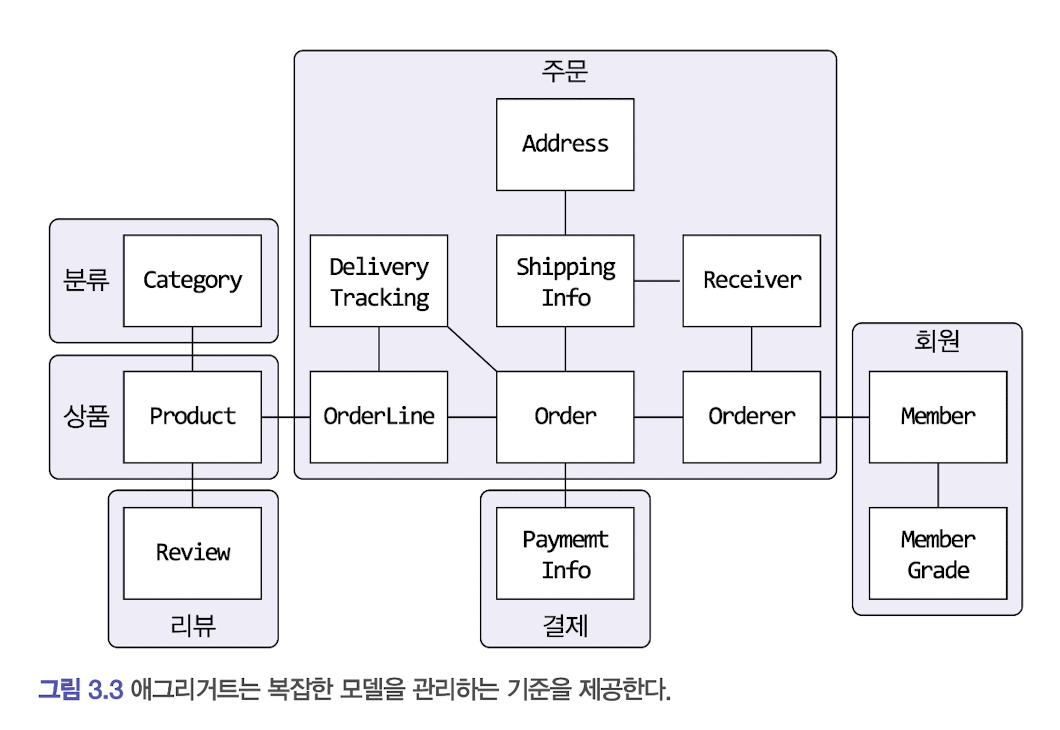 주문
Address
분류
Category
Delivery
Tracking
Shipping
Info
Receiver
회원
상품
Product
OrderLine
Order
Orderer
Member
Review
리뷰
Paymemt
Info
결제
Member
Grade
그림 3.3 애그리거트는 복잡한 모델을 관리하는 기준을 제공한다.